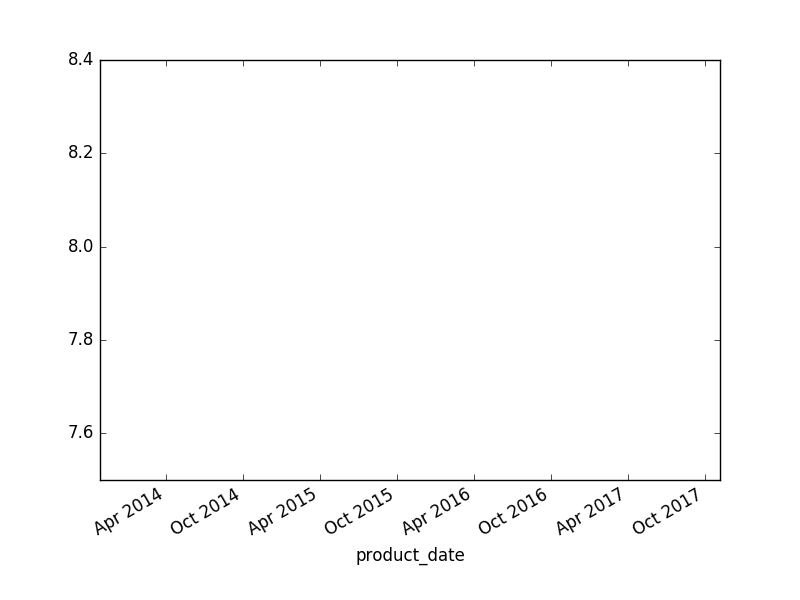 8.4
8.2
8.0
7.8
7.6
Apr 2014
Oct 2014
Apr 2015
Oct 2015
Apr 2016
Oct 2016
Apr 2017
Oct 2017
product_date